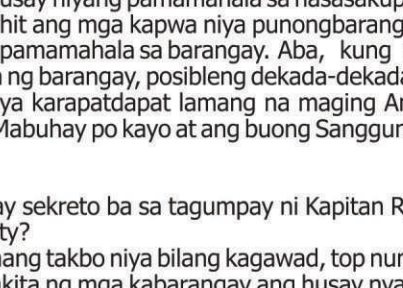 niyang pamamahala sa nasasakup
hit ang mga kapwa niya punongbarang
pamamahala sa barangay. Aba, kung
ng barangay, posibleng dekada-dekada
ya karapatdapat lamang na maging
Mabuhay po kayo at ang buong Sanggun
ay sekreto ba sa tagumpay ni Kapitan R
ty?
ang takbo niya bilang kagawad, top nu
kita ng mga kabarangay ang husay nya